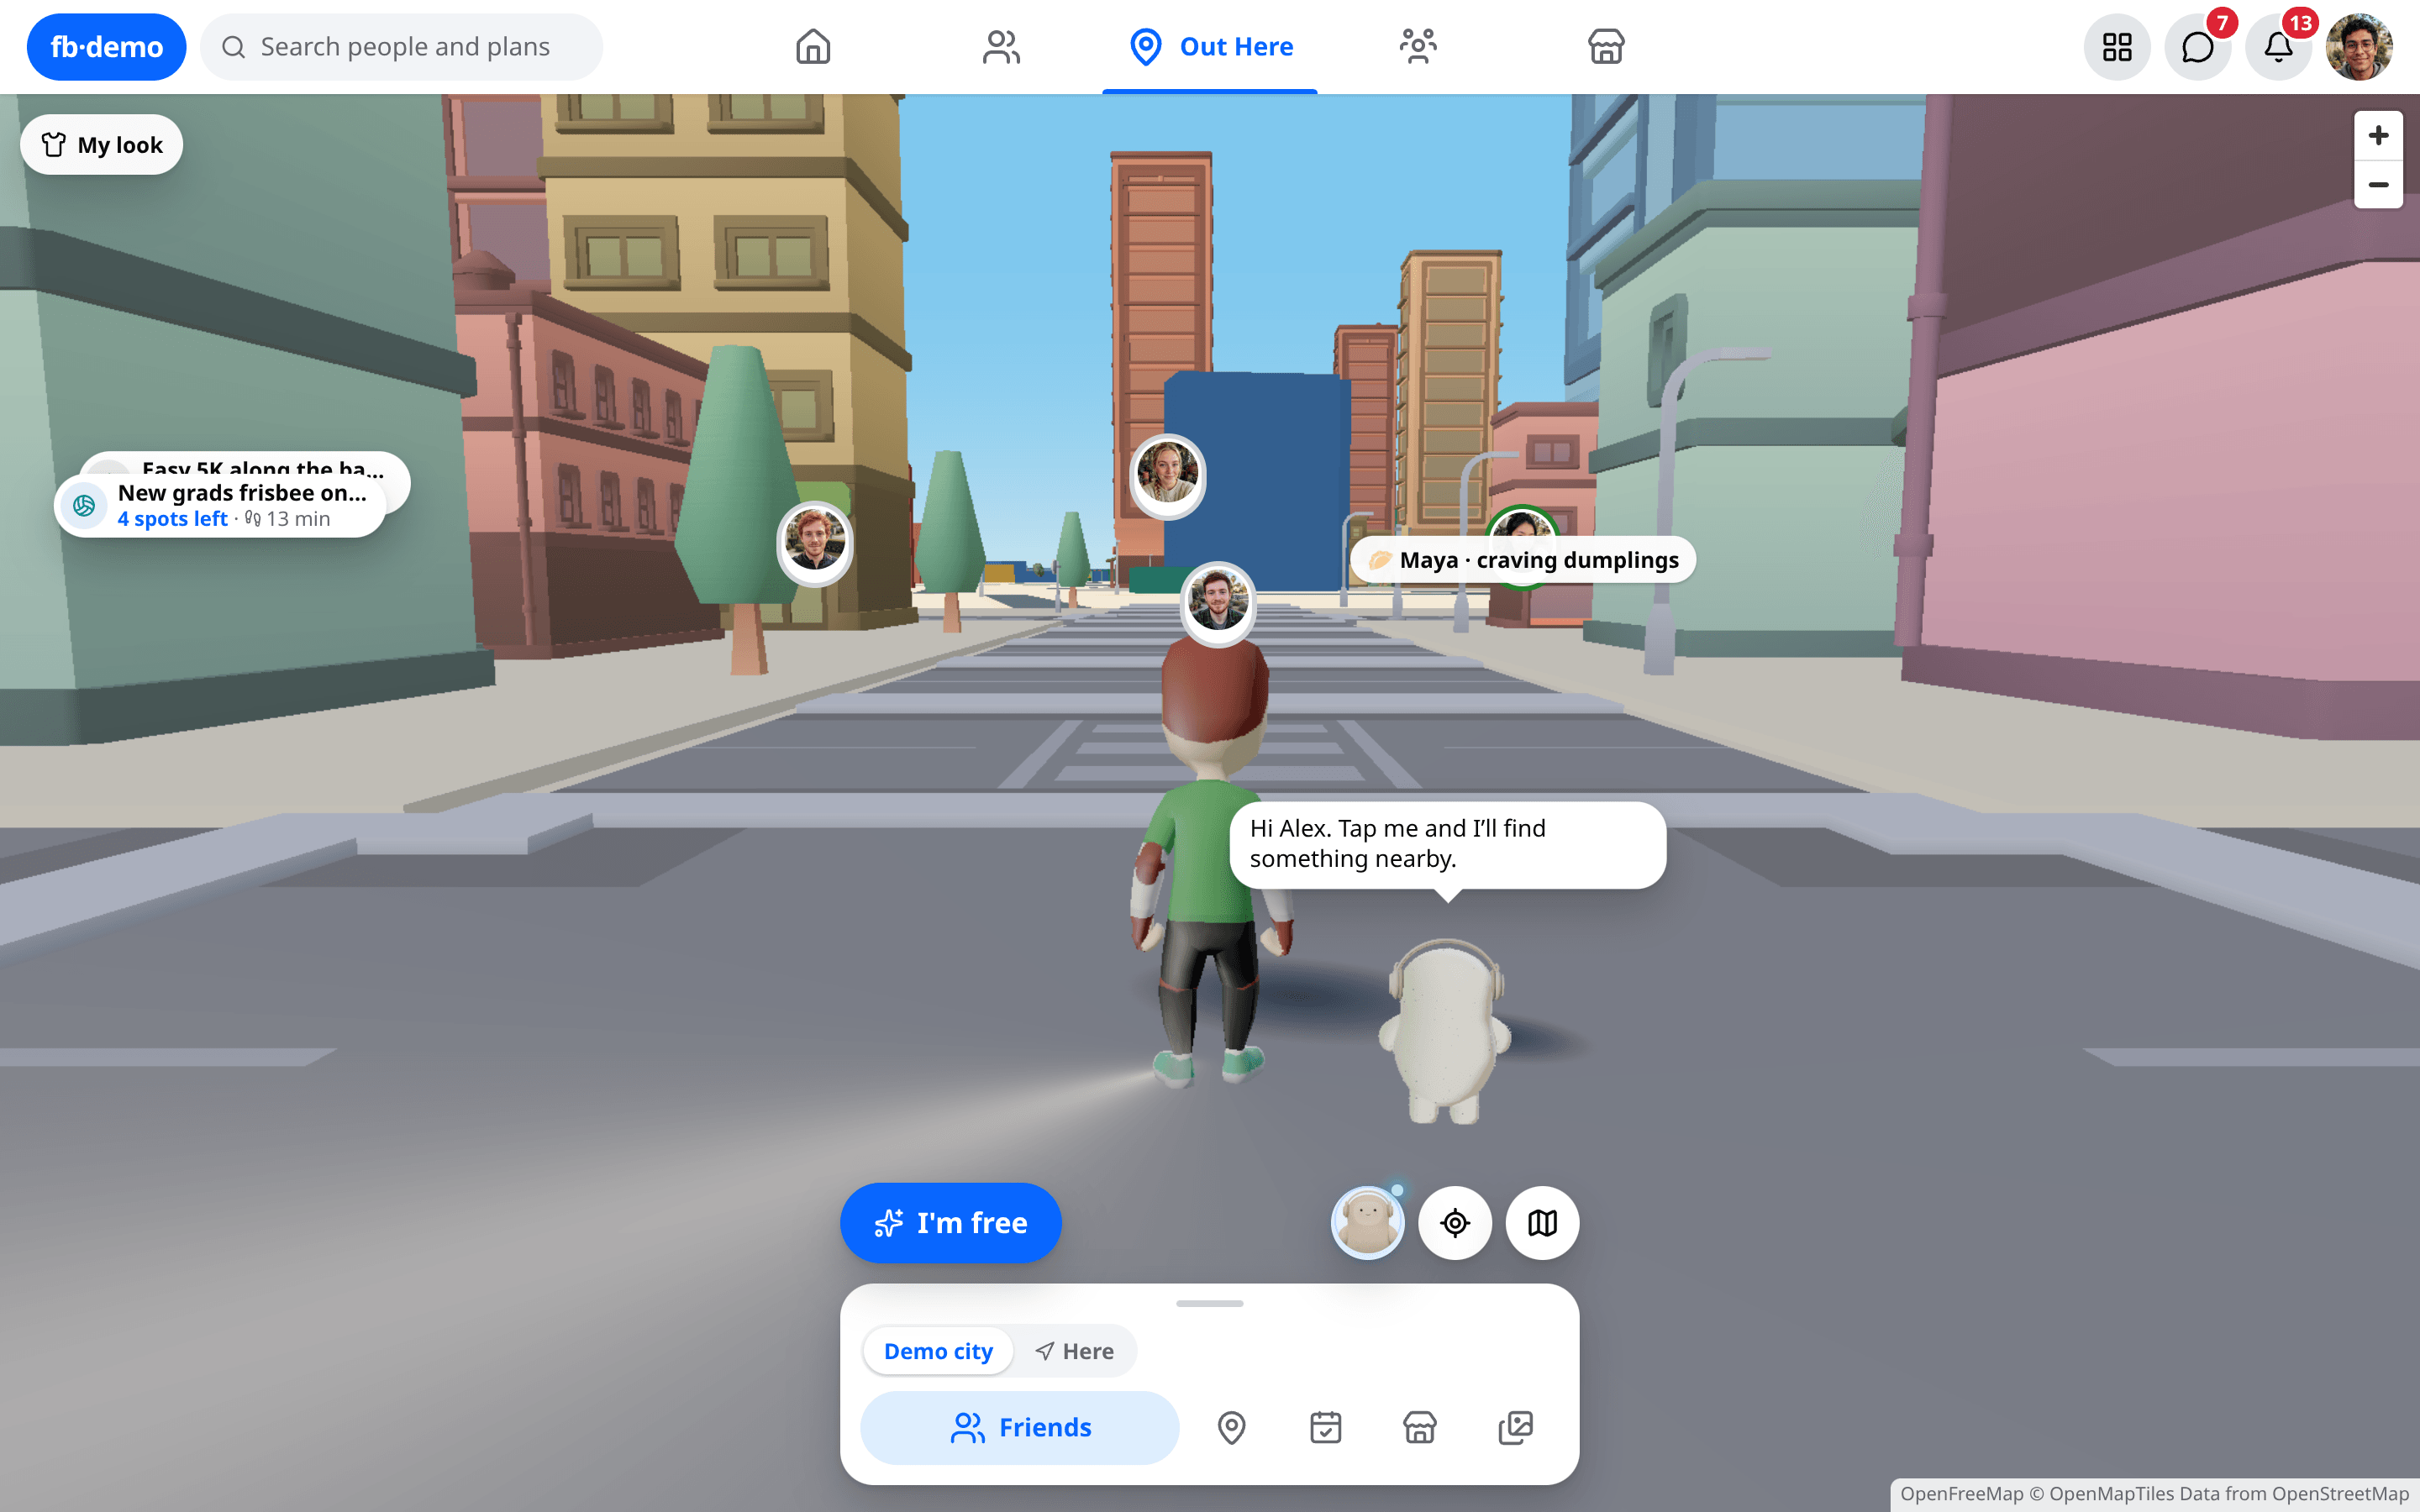 fb·demo
Search people and plans
Out Here
7
13
My look
Easy 5K along the ba...
New grads frisbee on...
4 spots left · 13 min
Maya · craving dumplings
Hi Alex. Tap me and I’ll find
something nearby.
I'm free
Demo city
Here
Friends
OpenFreeMap © OpenMapTiles Data from OpenStreetMap